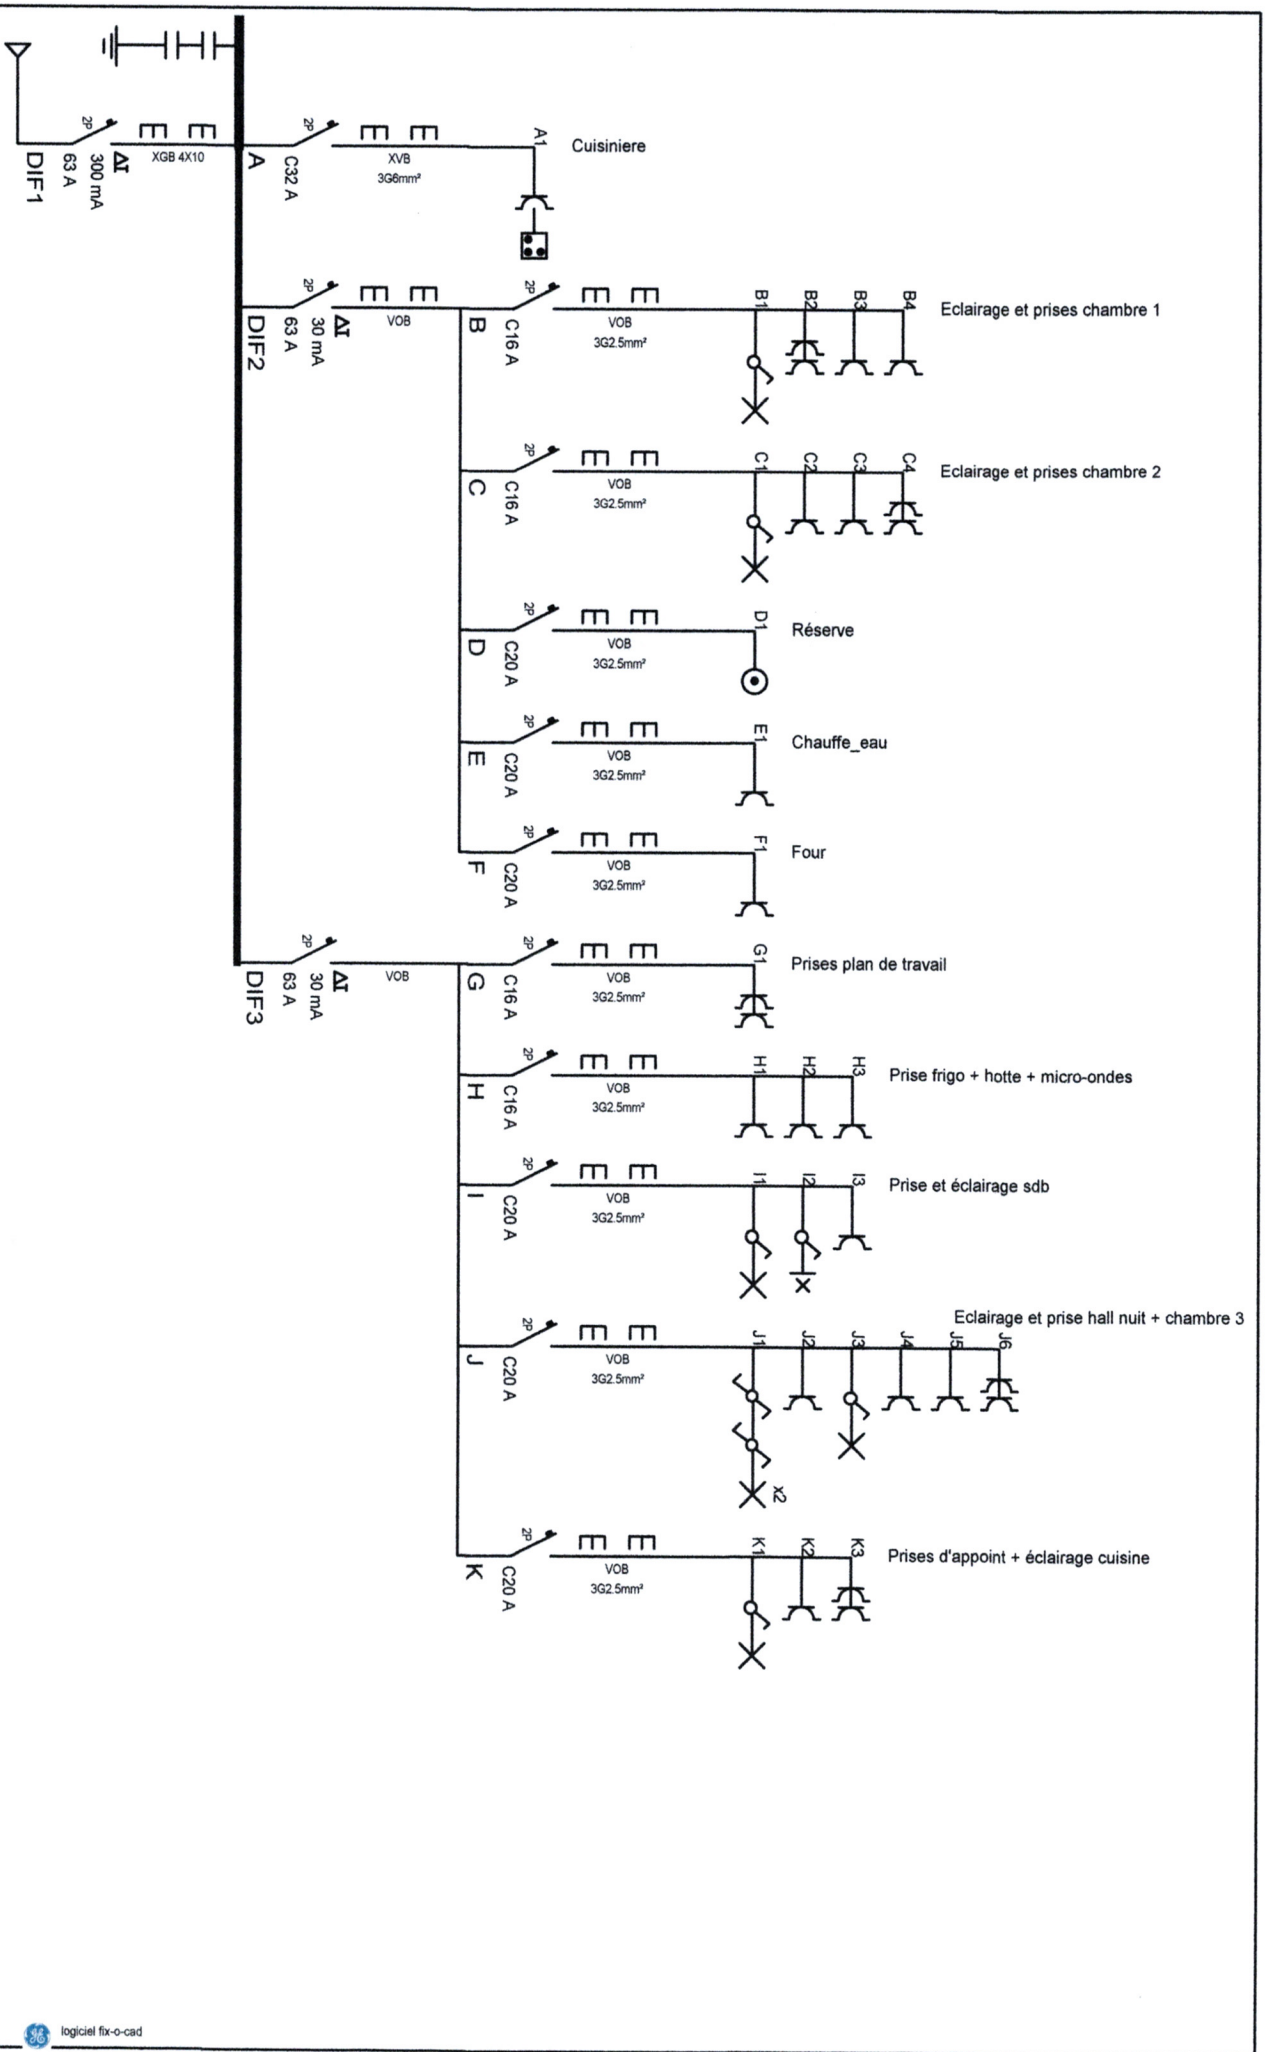 2P
63 A
300 mA
ΔI
DIF1
XGB 4X10
A
2P
C32 A
XVB
3G6mm²
A1
Cuisiniere
2P
63 A
30 mA
ΔI
DIF2
VOB
B
2P
C16 A
VOB
3G2.5mm²
B1
B2
B3
B4
Eclairage et prises chambre 1
C
2P
C16 A
VOB
3G2.5mm²
C1
C2
C3
C4
Eclairage et prises chambre 2
D
2P
C20 A
VOB
3G2.5mm²
D1
Réserve
E
2P
C20 A
VOB
3G2.5mm²
E1
Chauffe_eau
F
2P
C20 A
VOB
3G2.5mm²
F1
Four
2P
63 A
30 mA
ΔI
DIF3
VOB
G
2P
C16 A
VOB
3G2.5mm²
G1
Prises plan de travail
H
2P
C16 A
VOB
3G2.5mm²
H1
H2
H3
Prise frigo + hotte + micro-ondes
I
2P
C20 A
VOB
3G2.5mm²
I1
I2
I3
Prise et éclairage sdb
J
2P
C20 A
VOB
3G2.5mm²
J1
J2
J3
J4
J5
J6
Eclairage et prise hall nuit + chambre 3
x2
K
2P
C20 A
VOB
3G2.5mm²
K1
K2
K3
Prises d'appoint + éclairage cuisine
logiciel fix-o-cad